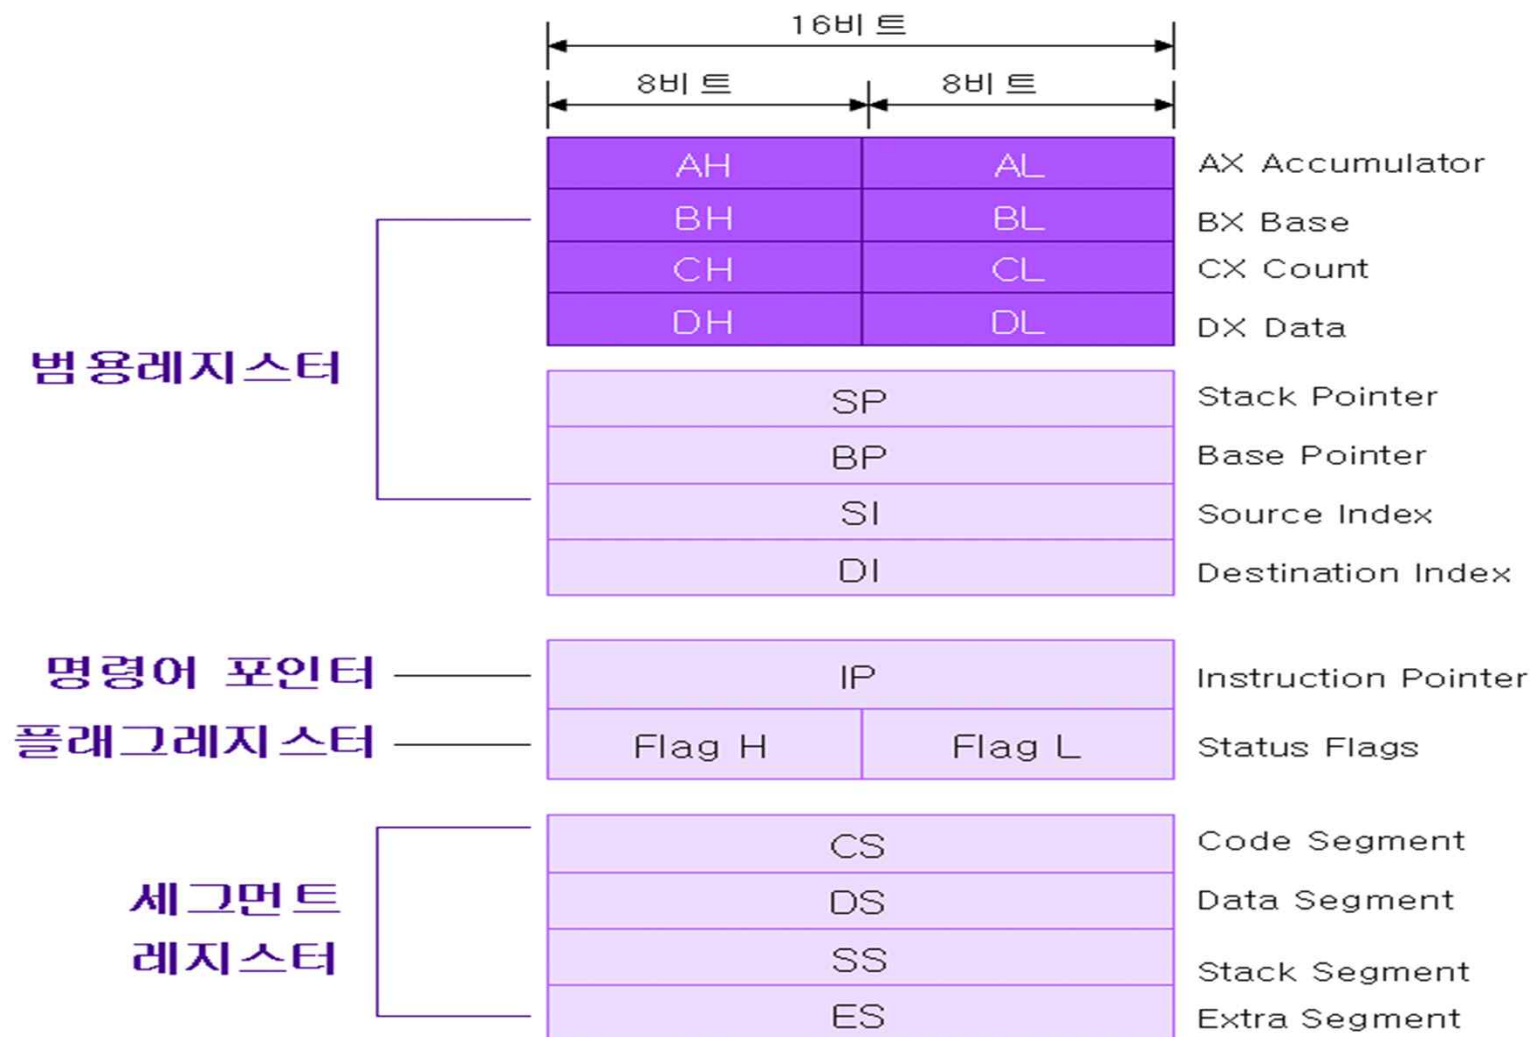 16비트
8비트 8비트
AH AL AX Accumulator
BH BL BX Base
CH CL CX Count
DH DL DX Data
범용레지스터
SP Stack Pointer
BP Base Pointer
SI Source Index
DI Destination Index
명령어 포인터 IP Instruction Pointer
플래그레지스터 Flag H Flag L Status Flags
CS Code Segment
세그먼트
레지스터
DS Data Segment
SS Stack Segment
ES Extra Segment